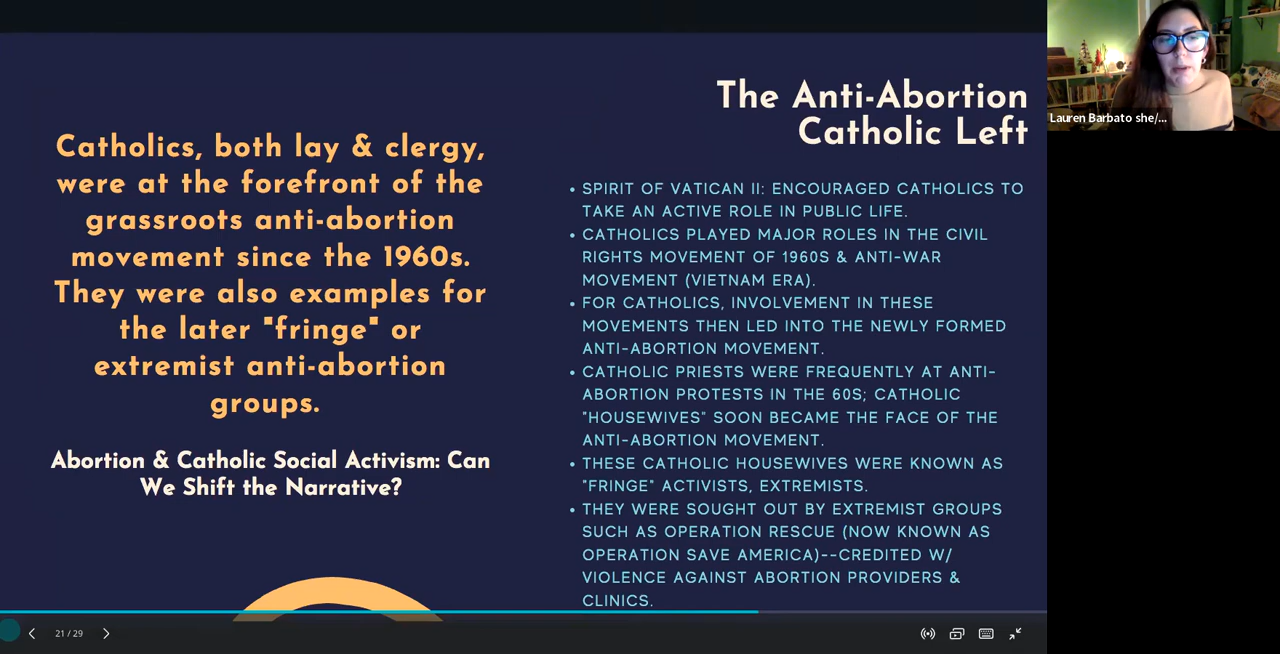 The Anti-Abortion
Catholic Left
Catholics, both lay & clergy,
were at the forefront of the
grassroots anti-abortion
movement since the 1960s.
They were also examples for
the later "fringe" or
extremist anti-abortion
groups.
Abortion & Catholic Social Activism: Can
We Shift the Narrative?
• SPIRIT OF VATICAN II: ENCOURAGED CATHOLICS TO
TAKE AN ACTIVE ROLE IN PUBLIC LIFE.
• CATHOLICS PLAYED MAJOR ROLES IN THE CIVIL
RIGHTS MOVEMENT OF 1960S & ANTI-WAR
MOVEMENT (VIETNAM ERA).
• FOR CATHOLICS, INVOLVEMENT IN THESE
MOVEMENTS THEN LED INTO THE NEWLY FORMED
ANTI-ABORTION MOVEMENT.
• CATHOLIC PRIESTS WERE FREQUENTLY AT ANTI-
ABORTION PROTESTS IN THE 60S; CATHOLIC
"HOUSEWIVES" SOON BECAME THE FACE OF THE
ANTI-ABORTION MOVEMENT.
• THESE CATHOLIC HOUSEWIVES WERE KNOWN AS
"FRINGE" ACTIVISTS, EXTREMISTS.
• THEY WERE SOUGHT OUT BY EXTREMIST GROUPS
SUCH AS OPERATION RESCUE (NOW KNOWN AS
OPERATION SAVE AMERICA)--CREDITED W/
VIOLENCE AGAINST ABORTION PROVIDERS &
CLINICS.
Lauren Barbato she/...
21 / 29